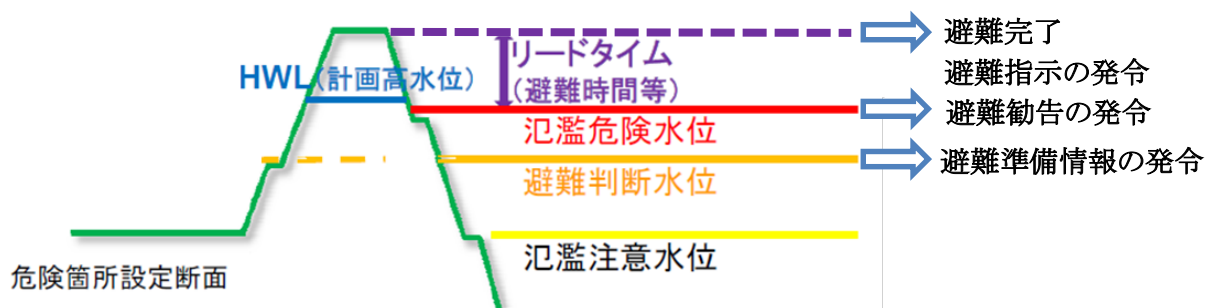 避難完了
リードタイム
(避難時間等)
HWL(計画高水位)
避難指示の発令
避難勧告の発令
氾濫危険水位
避難準備情報の発令
避難判断水位
氾濫注意水位
危険箇所設定断面